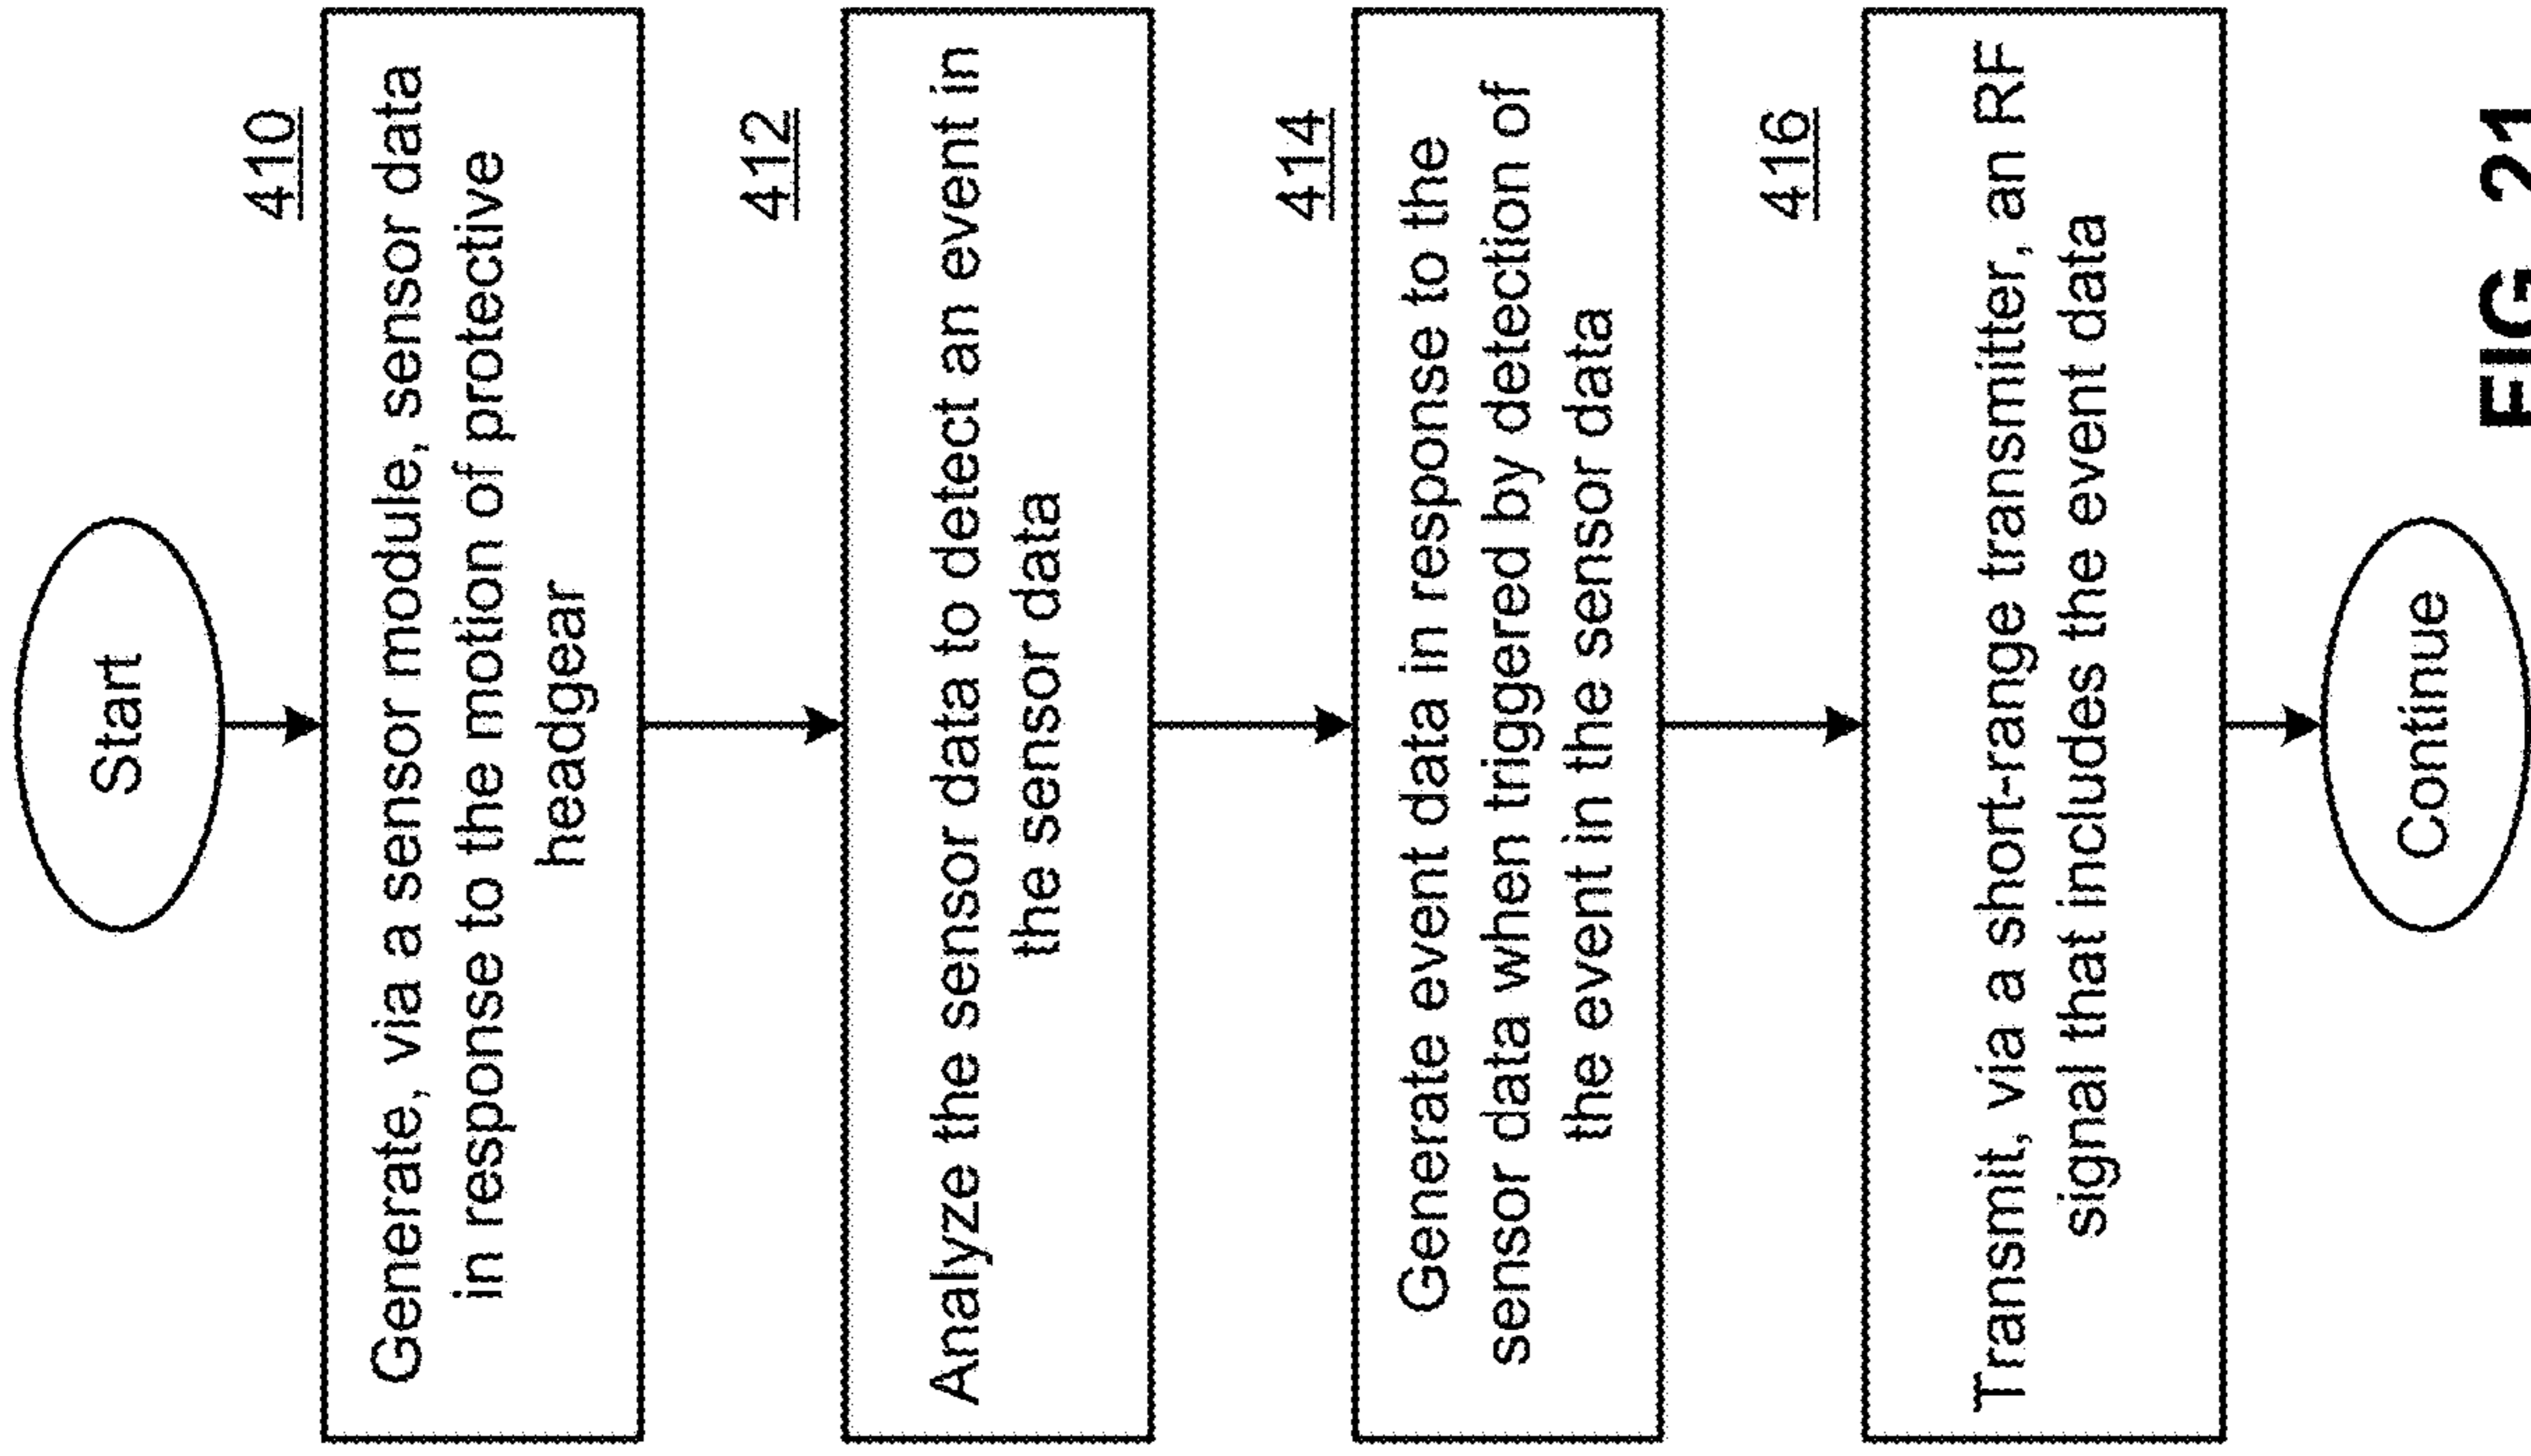 Start
410
Generate, via a sensor module, sensor data
in response to the motion of protective
headgear
412
Analyze the sensor data to detect an event in
the sensor data
414
Generate event data in response to the
sensor data when triggered by detection of
the event in the sensor data
416
Transmit, via a short-range transmitter, an RF
signal that includes the event data
Continue
FIG. 21